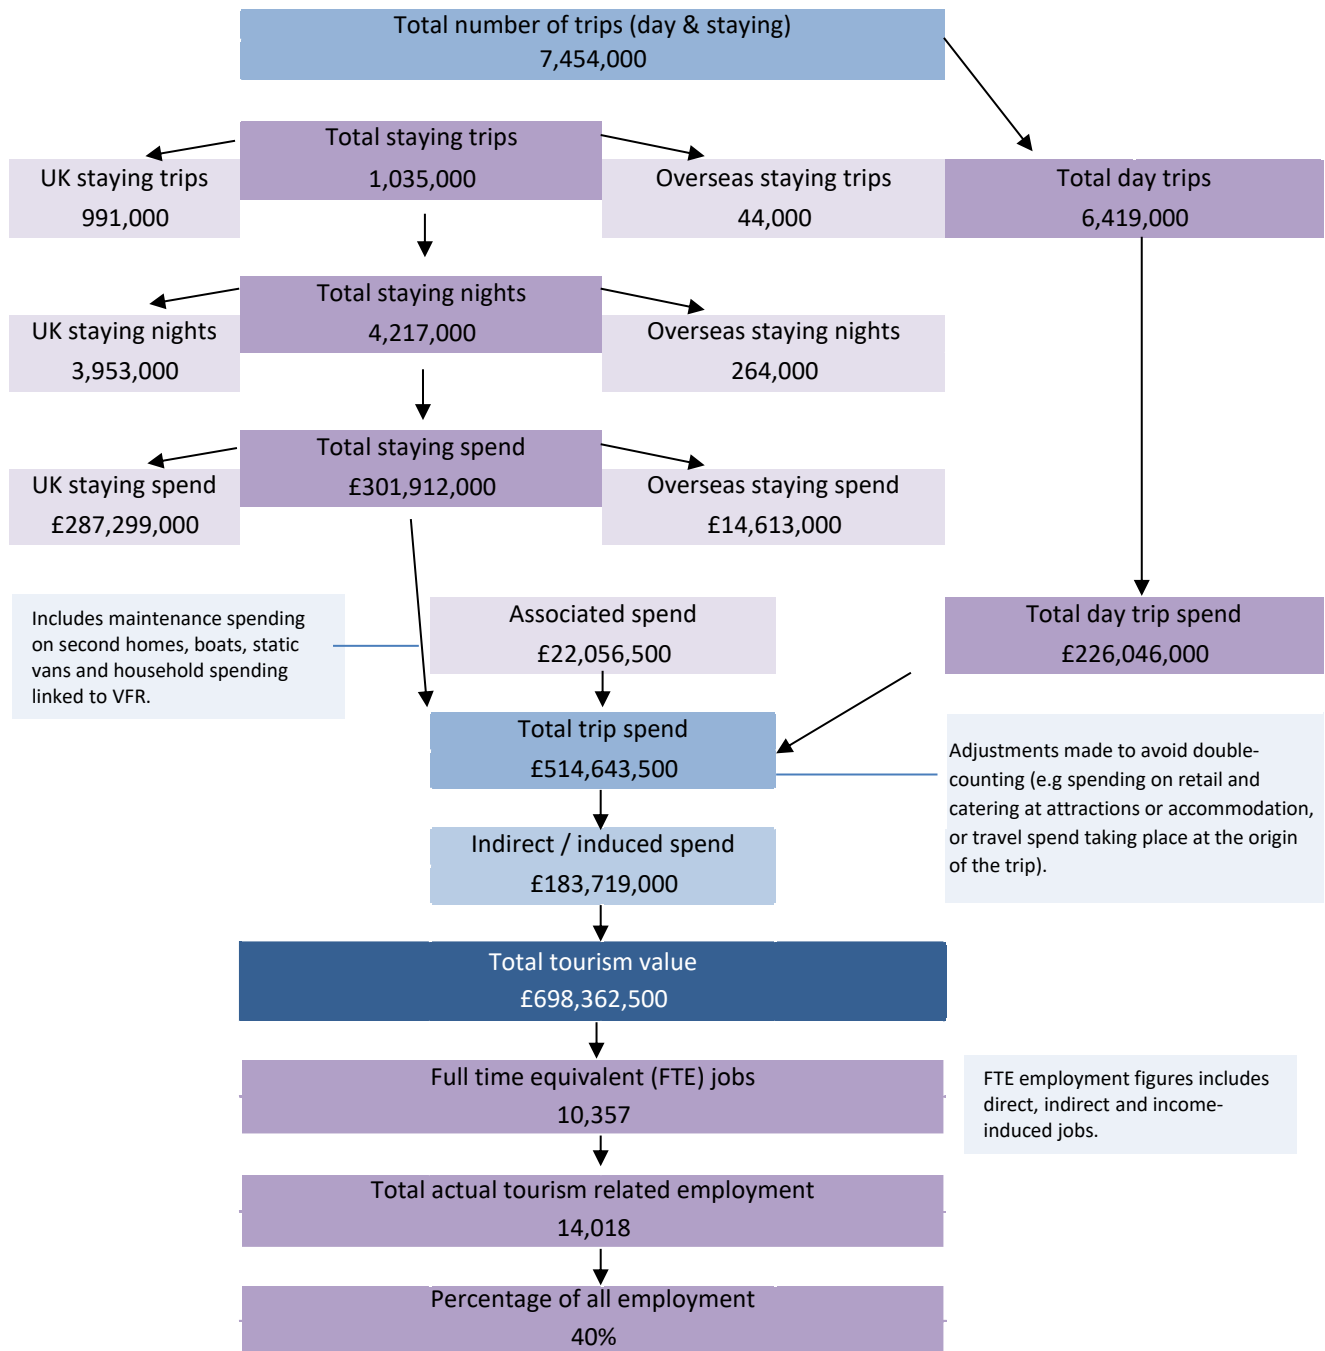 Total number of trips (day & staying)
7,454,000
Total staying trips
1,035,000
UK staying trips
991,000
Overseas staying trips
44,000
Total day trips
6,419,000
Total staying nights
4,217,000
UK staying nights
3,953,000
Overseas staying nights
264,000
Total staying spend
£301,912,000
UK staying spend
£287,299,000
Overseas staying spend
£14,613,000
Includes maintenance spending
on second homes, boats, static
vans and household spending
linked to VFR.
Associated spend
£22,056,500
Total day trip spend
£226,046,000
Total trip spend
£514,643,500
Adjustments made to avoid double-
counting (e.g spending on retail and
catering at attractions or accommodation,
or travel spend taking place at the origin
of the trip).
Indirect / induced spend
£183,719,000
Total tourism value
£698,362,500
Full time equivalent (FTE) jobs
10,357
FTE employment figures includes
direct, indirect and income-
induced jobs.
Total actual tourism related employment
14,018
Percentage of all employment
40%